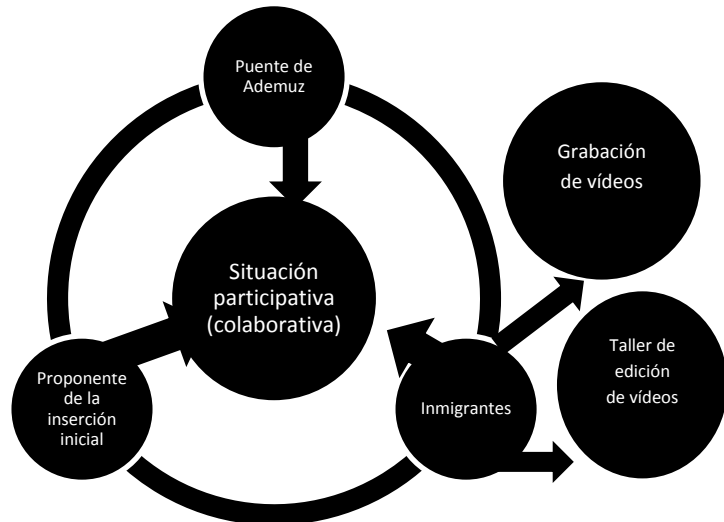 Puente de
Ademuz
Grabación
de vídeos
Situación
participativa
(colaborativa)
Taller de
edición
de vídeos
Proponente
de la
inserción
inicial
Inmigrantes